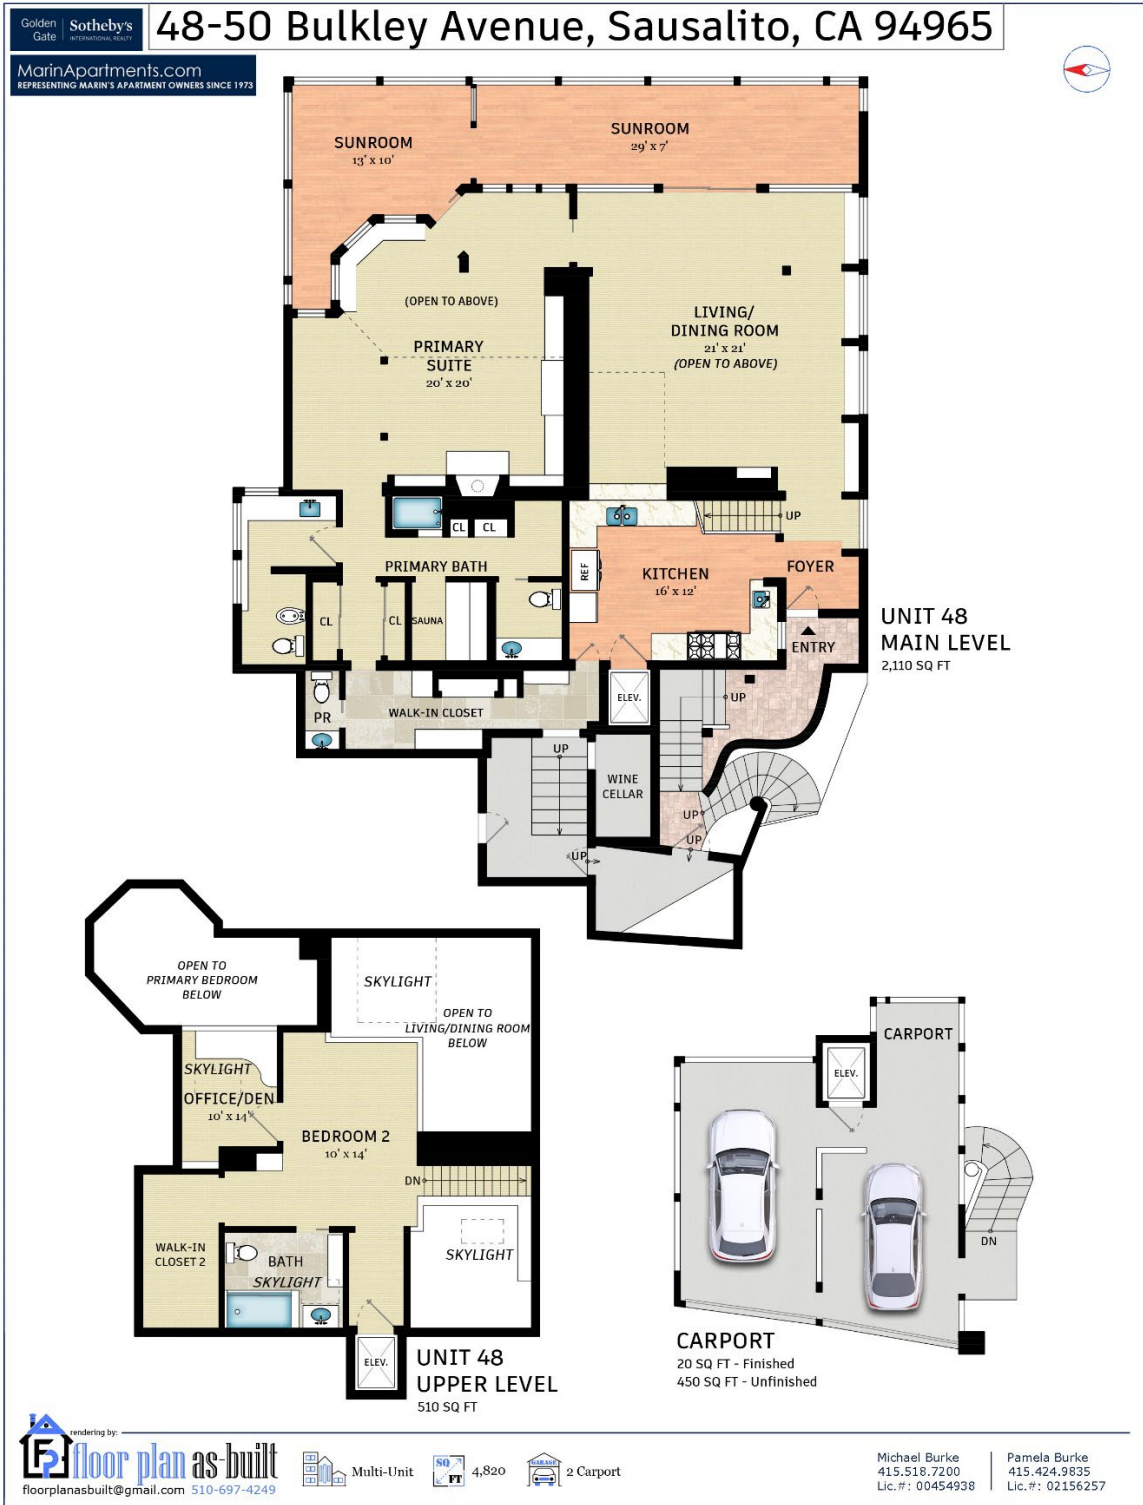 Golden
Gate
Sotheby's
INTERNATIONAL REALTY
48-50 Bulkley Avenue, Sausalito, CA 94965
MarinApartments.com
REPRESENTING MARIN'S APARTMENT OWNERS SINCE 1973
SUNROOM
13' x 10'
SUNROOM
29' x 7'
(OPEN TO ABOVE)
PRIMARY
SUITE
20' x 20'
LIVING/
DINING ROOM
21' x 21'
(OPEN TO ABOVE)
CL
CL
UP
PRIMARY BATH
REF
KITCHEN
16' x 12'
FOYER
CL
CL
SAUNA
ENTRY
UNIT 48
MAIN LEVEL
2,110 SQ FT
PR
WALK-IN CLOSET
ELEV.
UP
UP
WINE
CELLAR
UP
UP
UP
OPEN TO
PRIMARY BEDROOM
BELOW
SKYLIGHT
OPEN TO
LIVING/DINING ROOM
BELOW
SKYLIGHT
OFFICE/DEN
10' x 14'
BEDROOM 2
10' x 14'
DN
WALK-IN
CLOSET 2
BATH
SKYLIGHT
SKYLIGHT
ELEV.
UNIT 48
UPPER LEVEL
510 SQ FT
CARPORT
ELEV.
DN
CARPORT
20 SQ FT - Finished
450 SQ FT - Unfinished
rendering by:
FP
floor plan as-built
floorplanasbuilt@gmail.com 510-697-4249
Multi-Unit
SQ
FT
4,820
GARAGE
2 Carport
Michael Burke
415.518.7200
Lic.#: 00454938
Pamela Burke
415.424.9835
Lic.#: 02156257